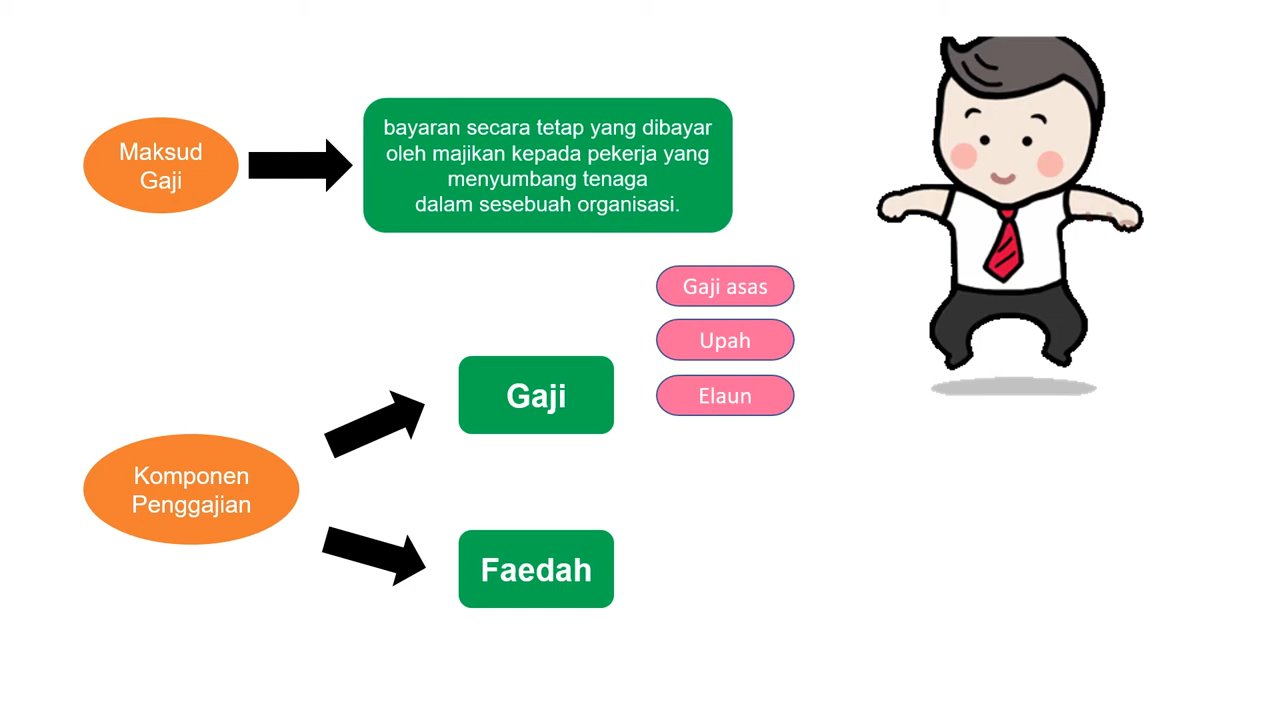 Maksud
Gaji
bayaran secara tetap yang dibayar
oleh majikan kepada pekerja yang
menyumbang tenaga
dalam sesebuah organisasi.
Komponen
Penggajian
Gaji
Gaji asas
Upah
Elaun
Faedah